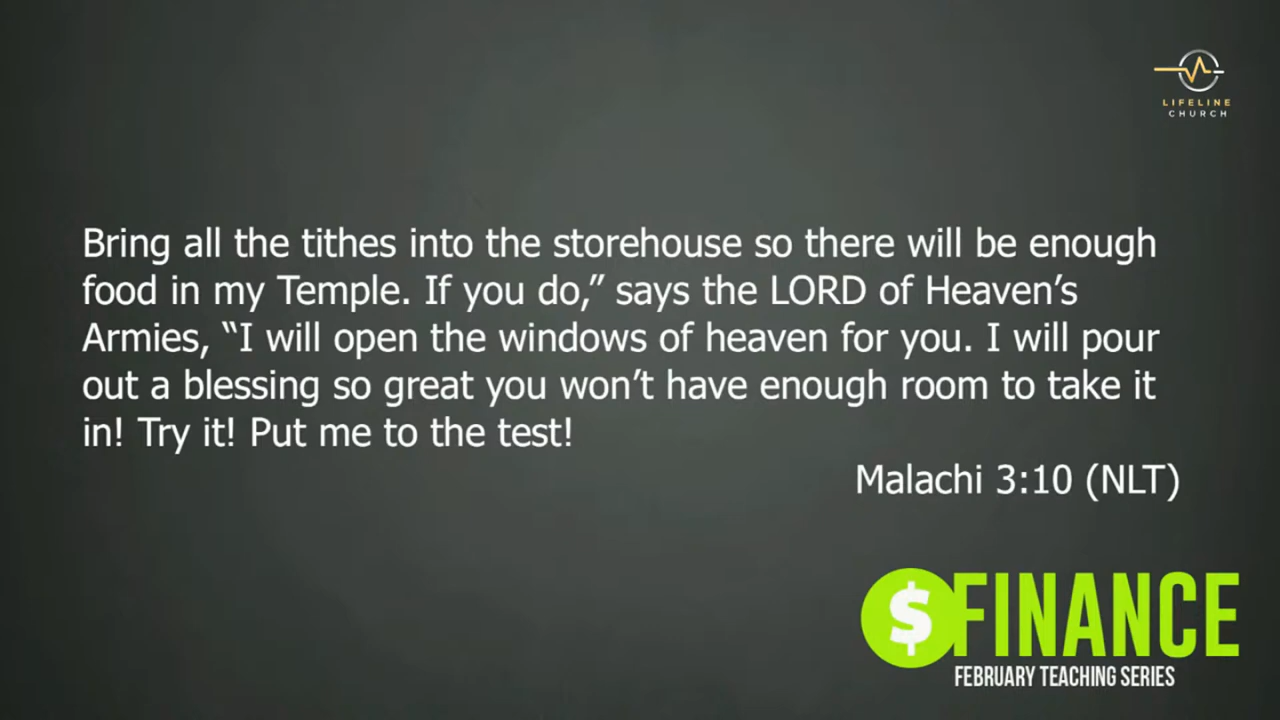 LIFELINE
CHURCH
Bring all the tithes into the storehouse so there will be enough
food in my Temple. If you do,” says the LORD of Heaven’s
Armies, “I will open the windows of heaven for you. I will pour
out a blessing so great you won’t have enough room to take it
in! Try it! Put me to the test!
Malachi 3:10 (NLT)
$FINANCE
FEBRUARY TEACHING SERIES